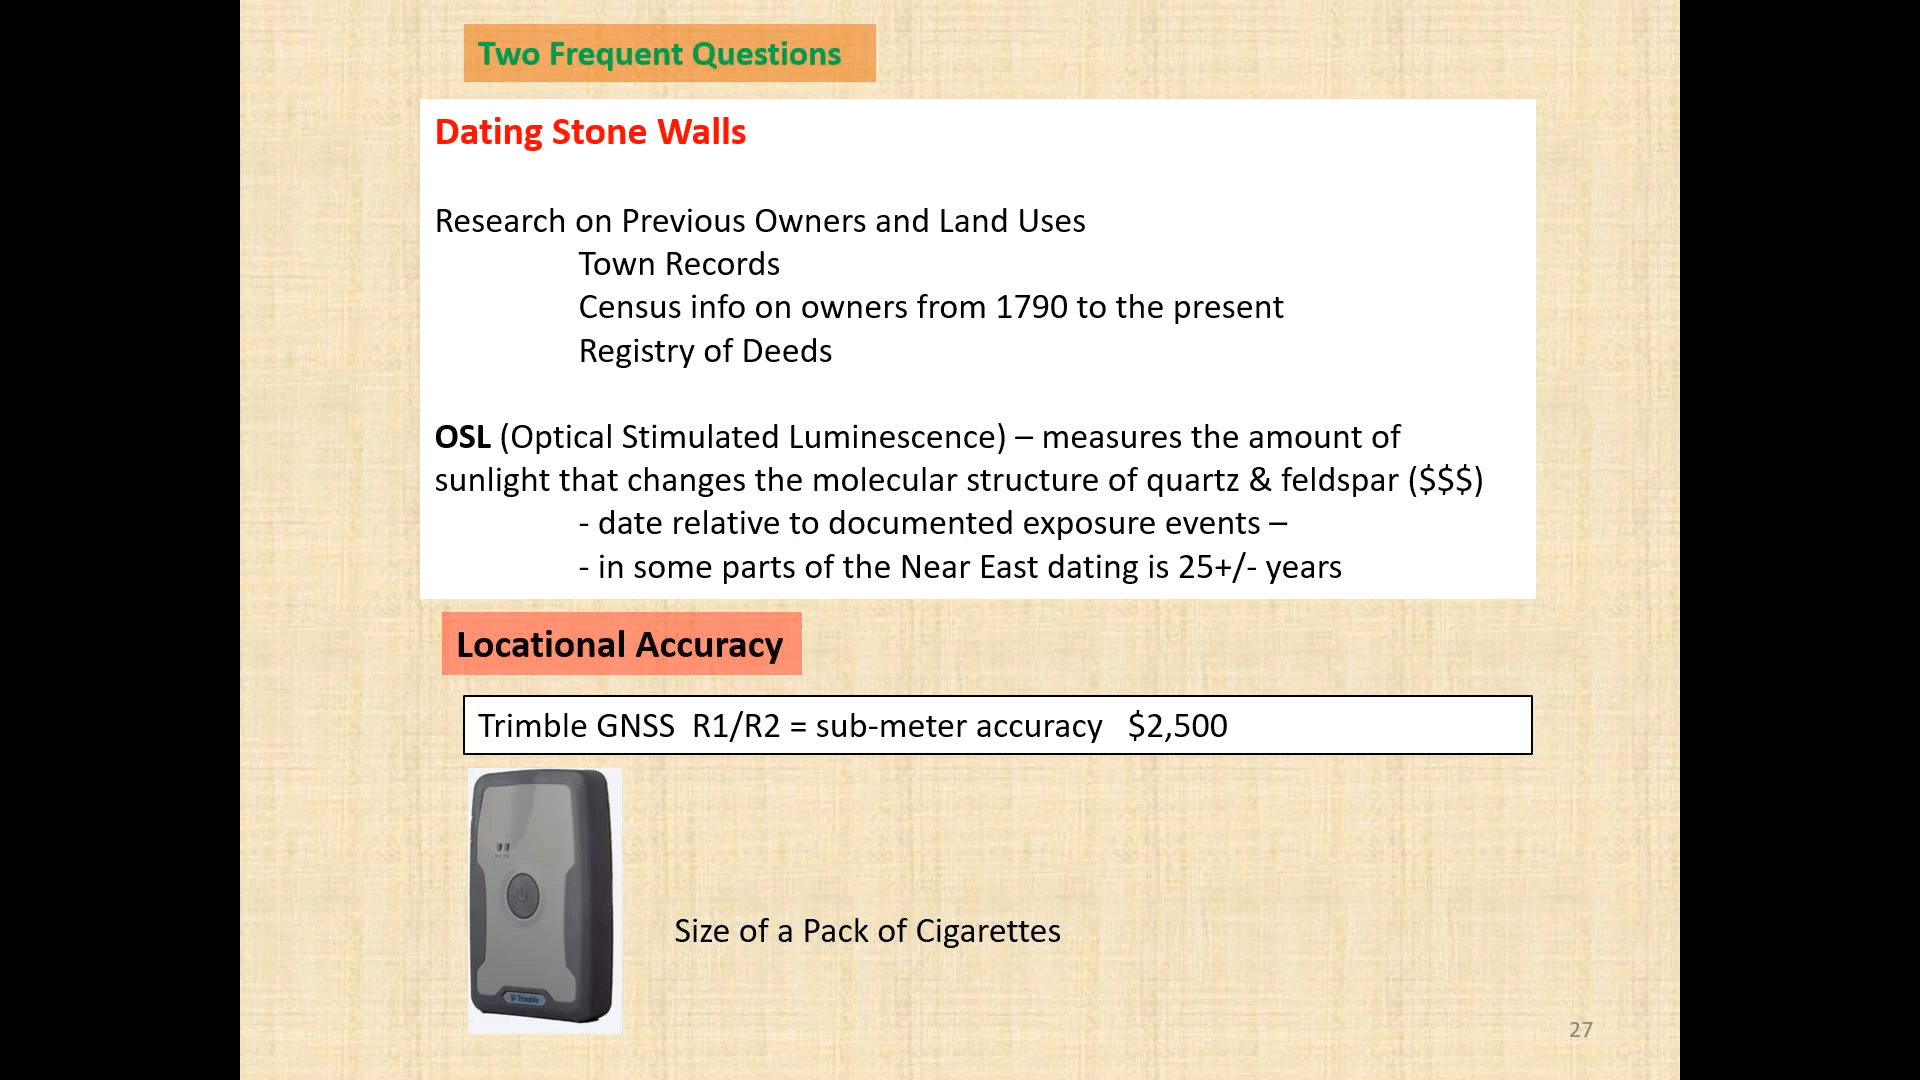 Two Frequent Questions
Dating Stone Walls
Research on Previous Owners and Land Uses
Town Records
Census info on owners from 1790 to the present
Registry of Deeds
OSL (Optical Stimulated Luminescence) – measures the amount of
sunlight that changes the molecular structure of quartz & feldspar ($$$)
- date relative to documented exposure events –
- in some parts of the Near East dating is 25+/- years
Locational Accuracy
Trimble GNSS R1/R2 = sub-meter accuracy $2,500
Trimble
Size of a Pack of Cigarettes
27